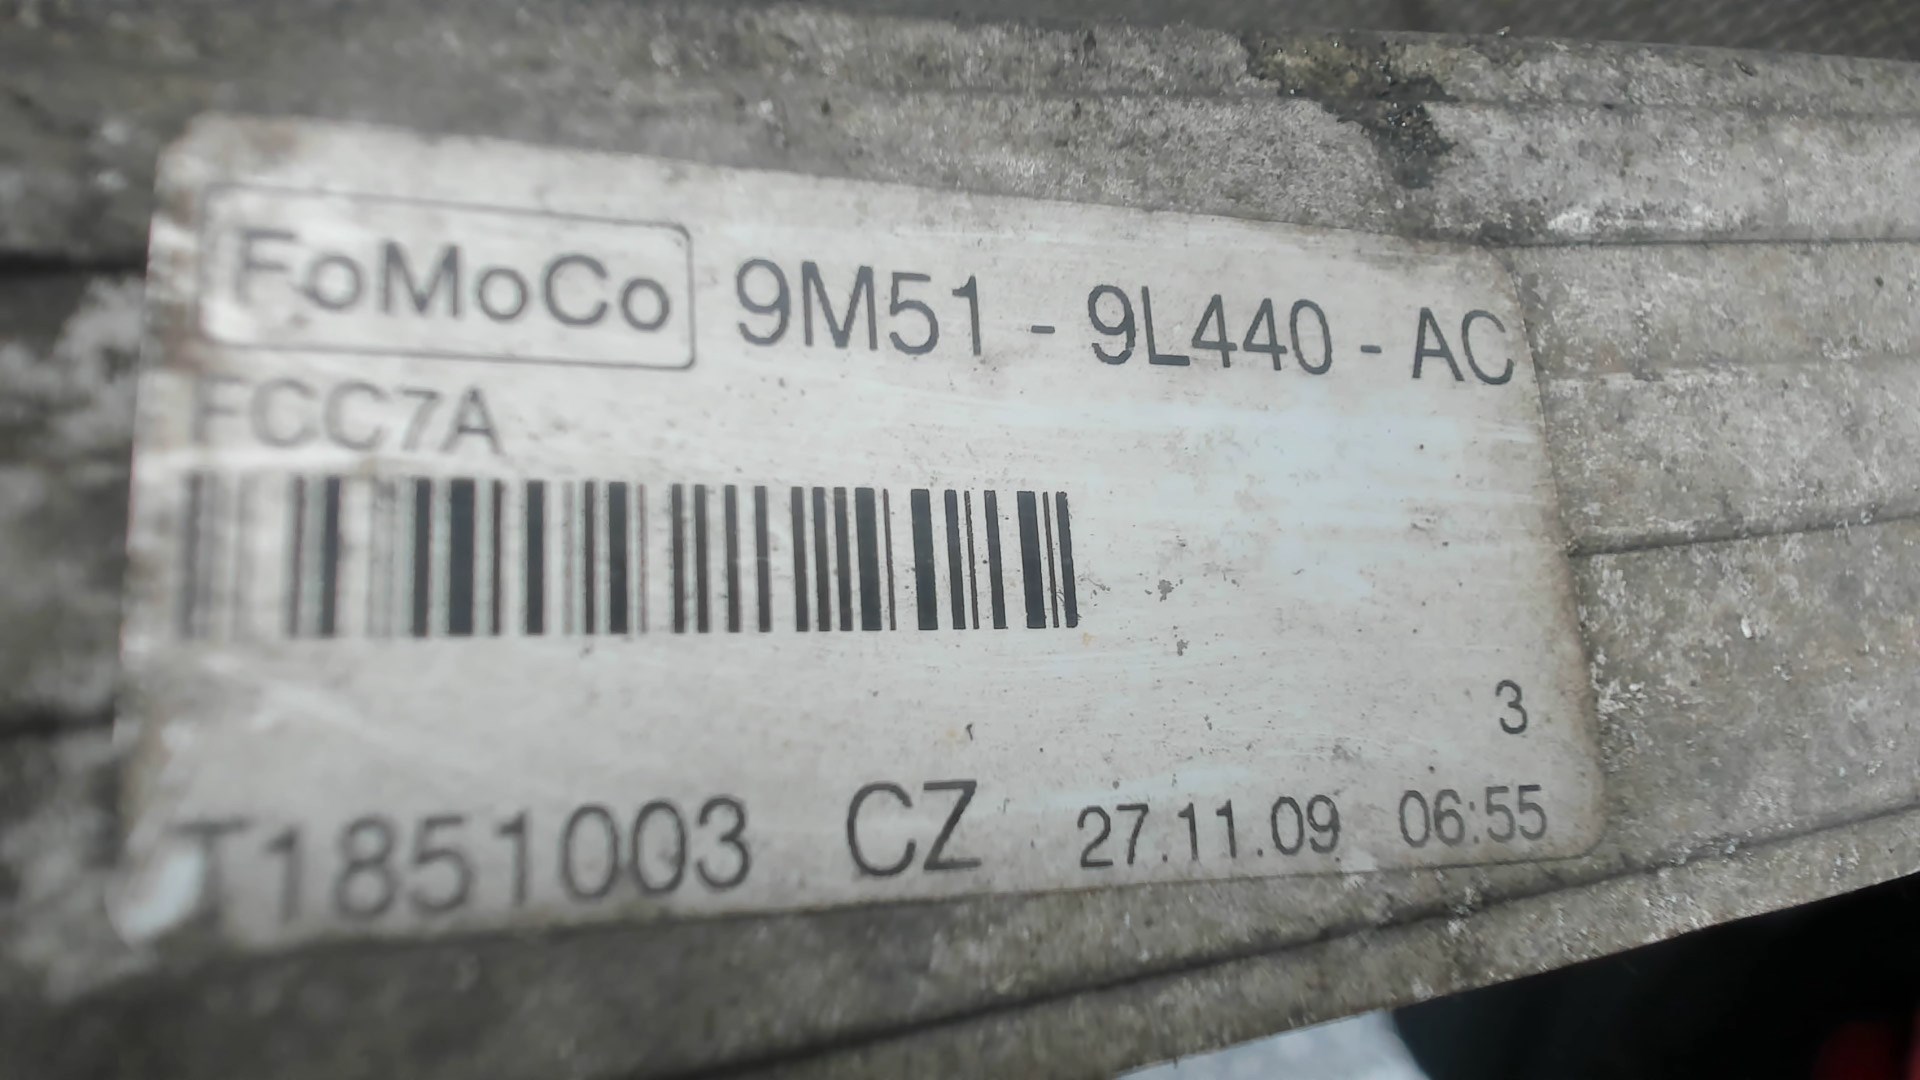 FoMoCo 9M51 - 9L440 - AC
FCC7A
3
T1851003 CZ 27.11.09 06:55